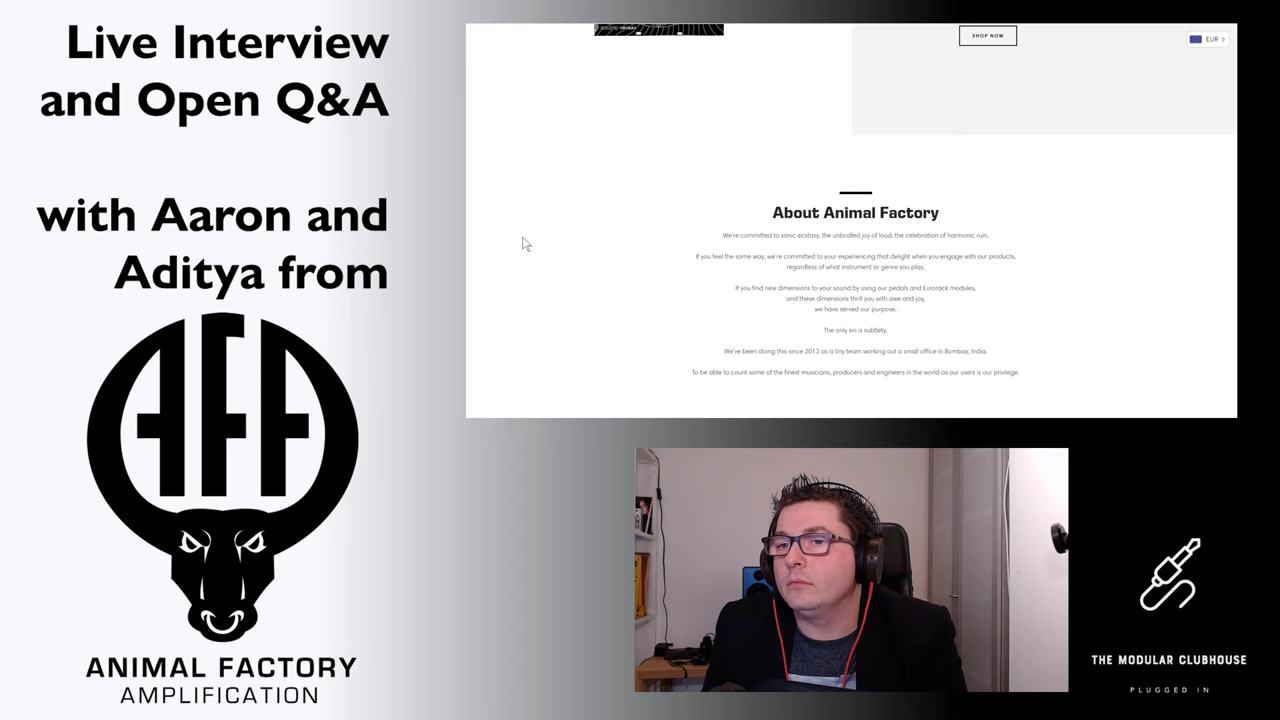 Live Interview
and Open Q&A
with Aaron and
Aditya from
AFA
ANIMAL FACTORY
AMPLIFICATION
SHOP NOW
EUR >
About Animal Factory
We're committed to sonic ecstasy, the unbridled joy of loud, the celebration of harmonic ruin.
If you feel the same way, we're committed to your experiencing that delight when you engage with our products,
regardless of what instrument or genre you play.
If you find new dimensions to your sound by using our pedals and Eurorack modules,
and these dimensions thrill you with awe and joy,
we have served our purpose.
The only sin is subtlety.
We've been doing this since 2013 as a tiny team working out a small office in Bombay, India.
To be able to count some of the finest musicians, producers and engineers in the world as our users is our privilege.
THE MODULAR CLUBHOUSE
PLUGGED IN